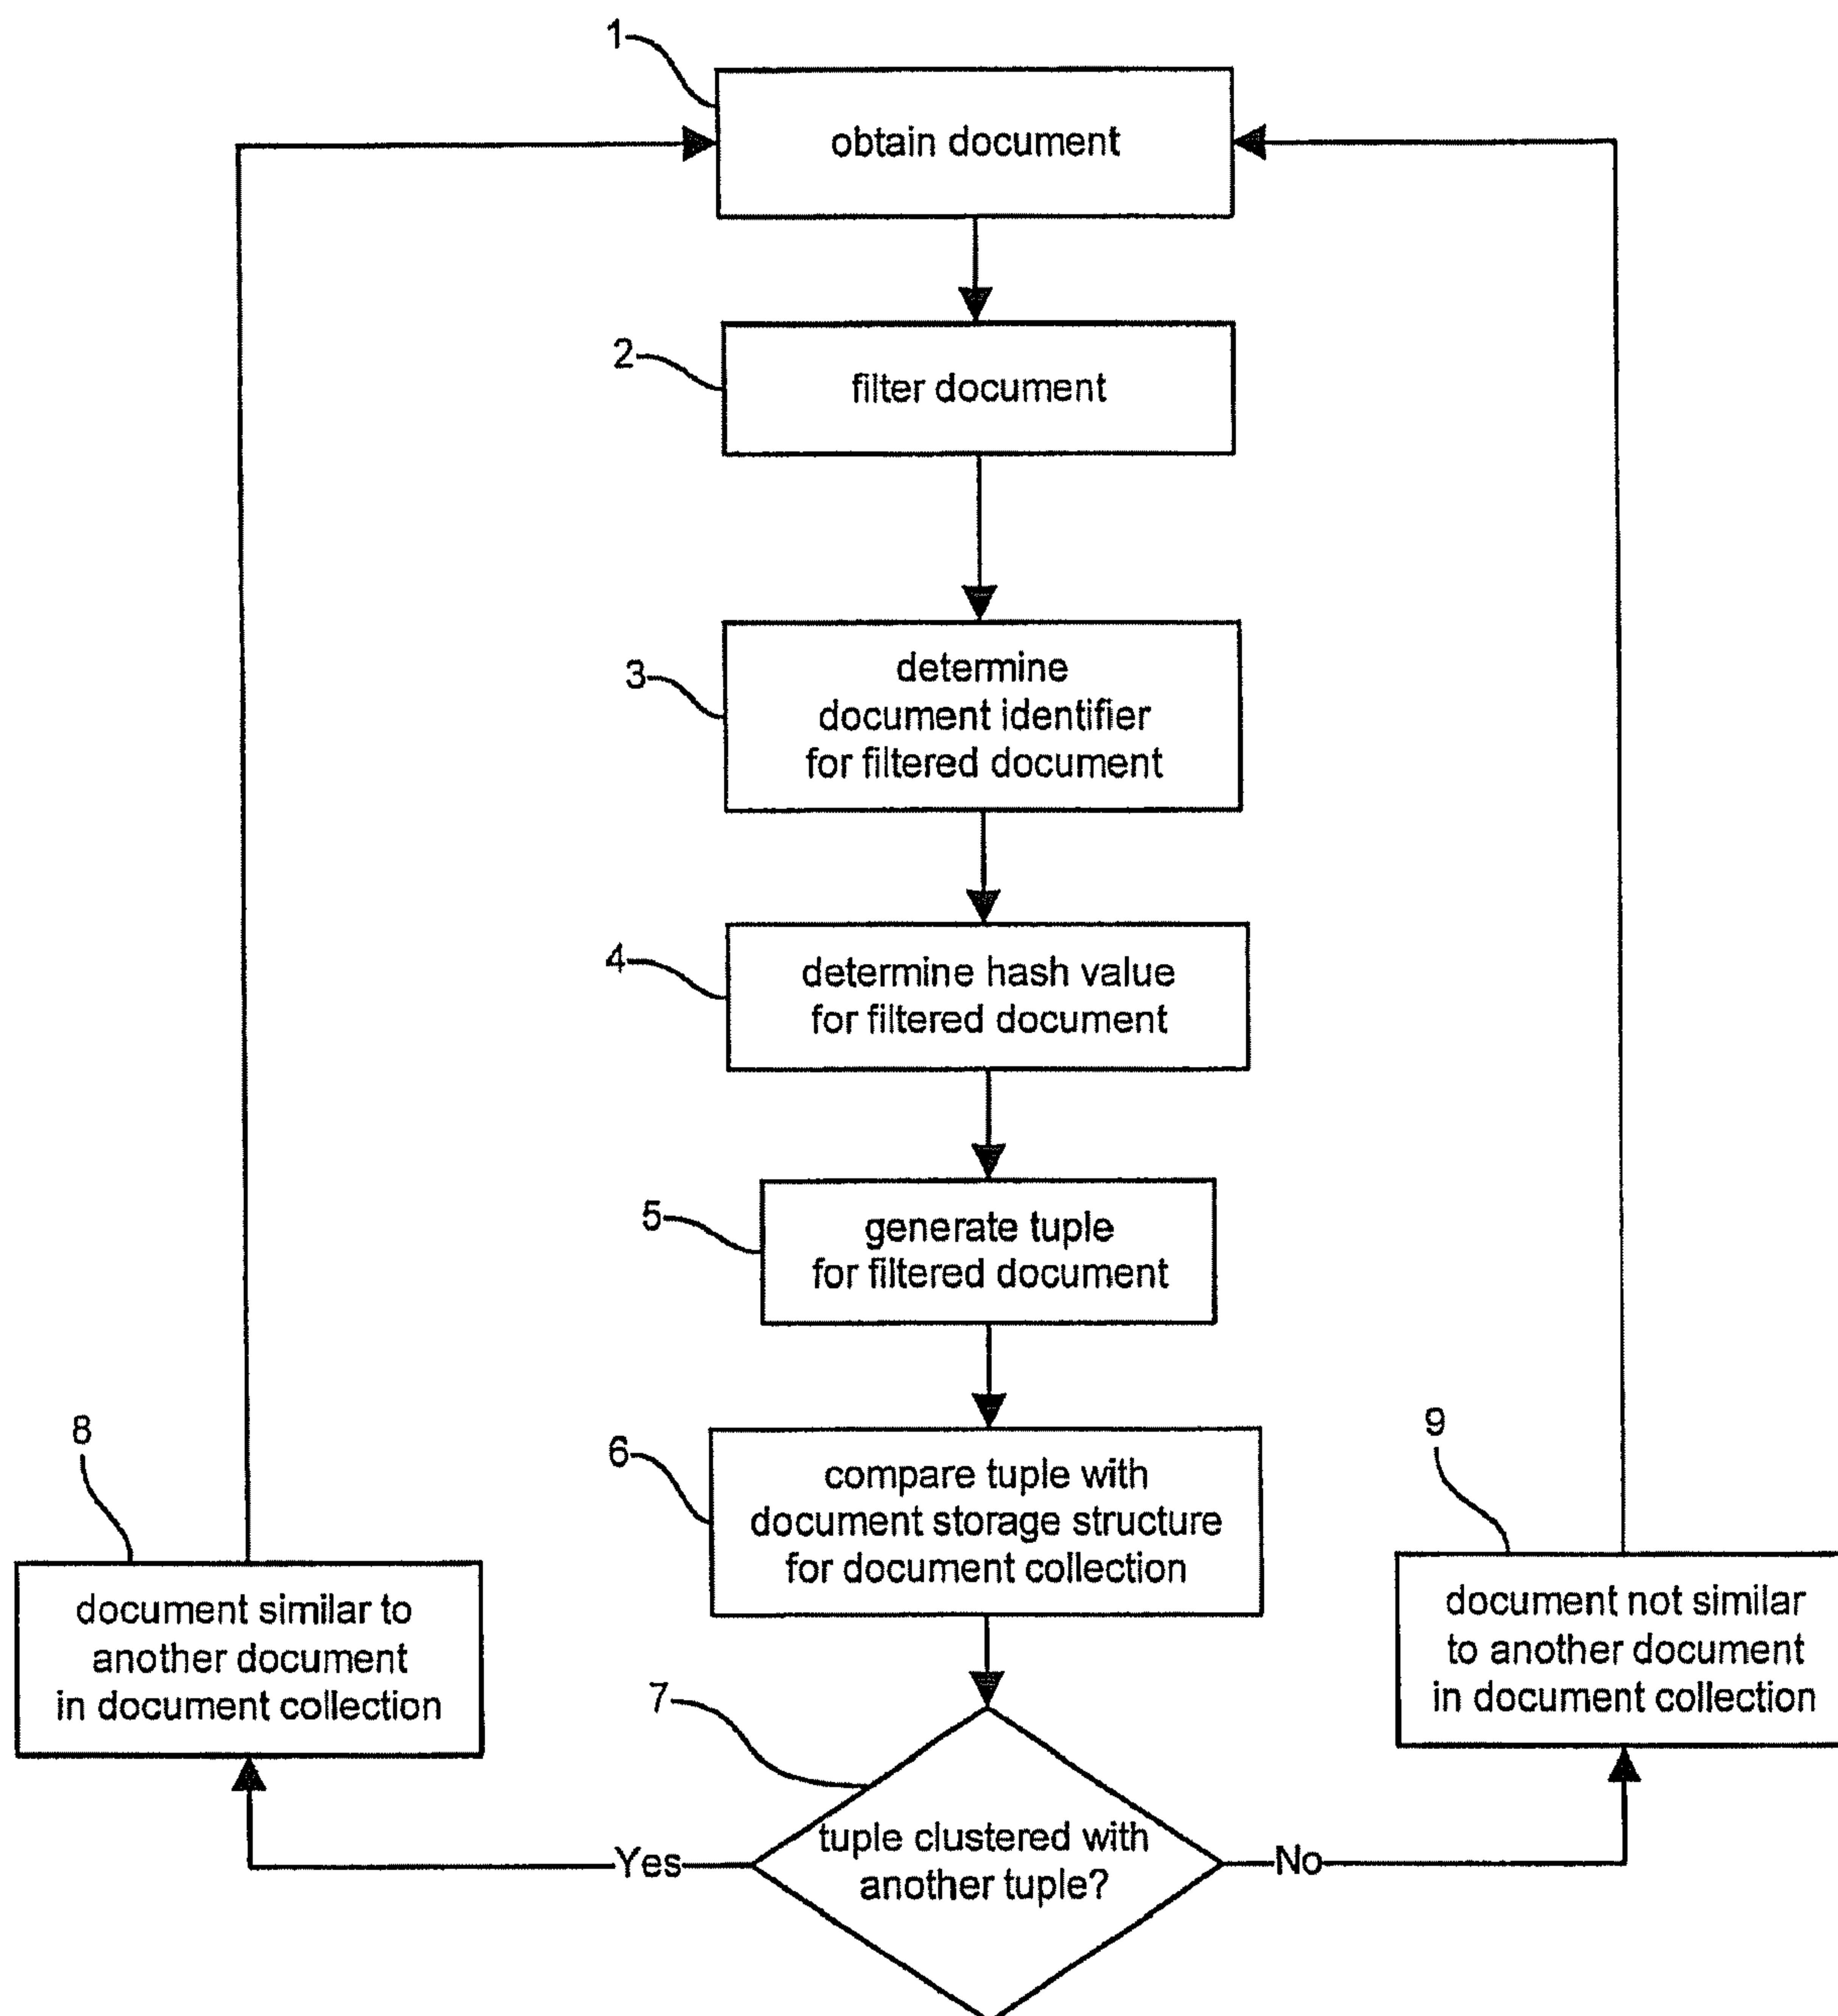 1
obtain document
2
filter document
3
determine
document identifier
for filtered document
4
determine hash value
for filtered document
5
generate tuple
for filtered document
6
compare tuple with
document storage structure
for document collection
7
tuple clustered with
another tuple?
Yes
No
8
document similar to
another document
in document collection
9
document not similar
to another document
in document collection